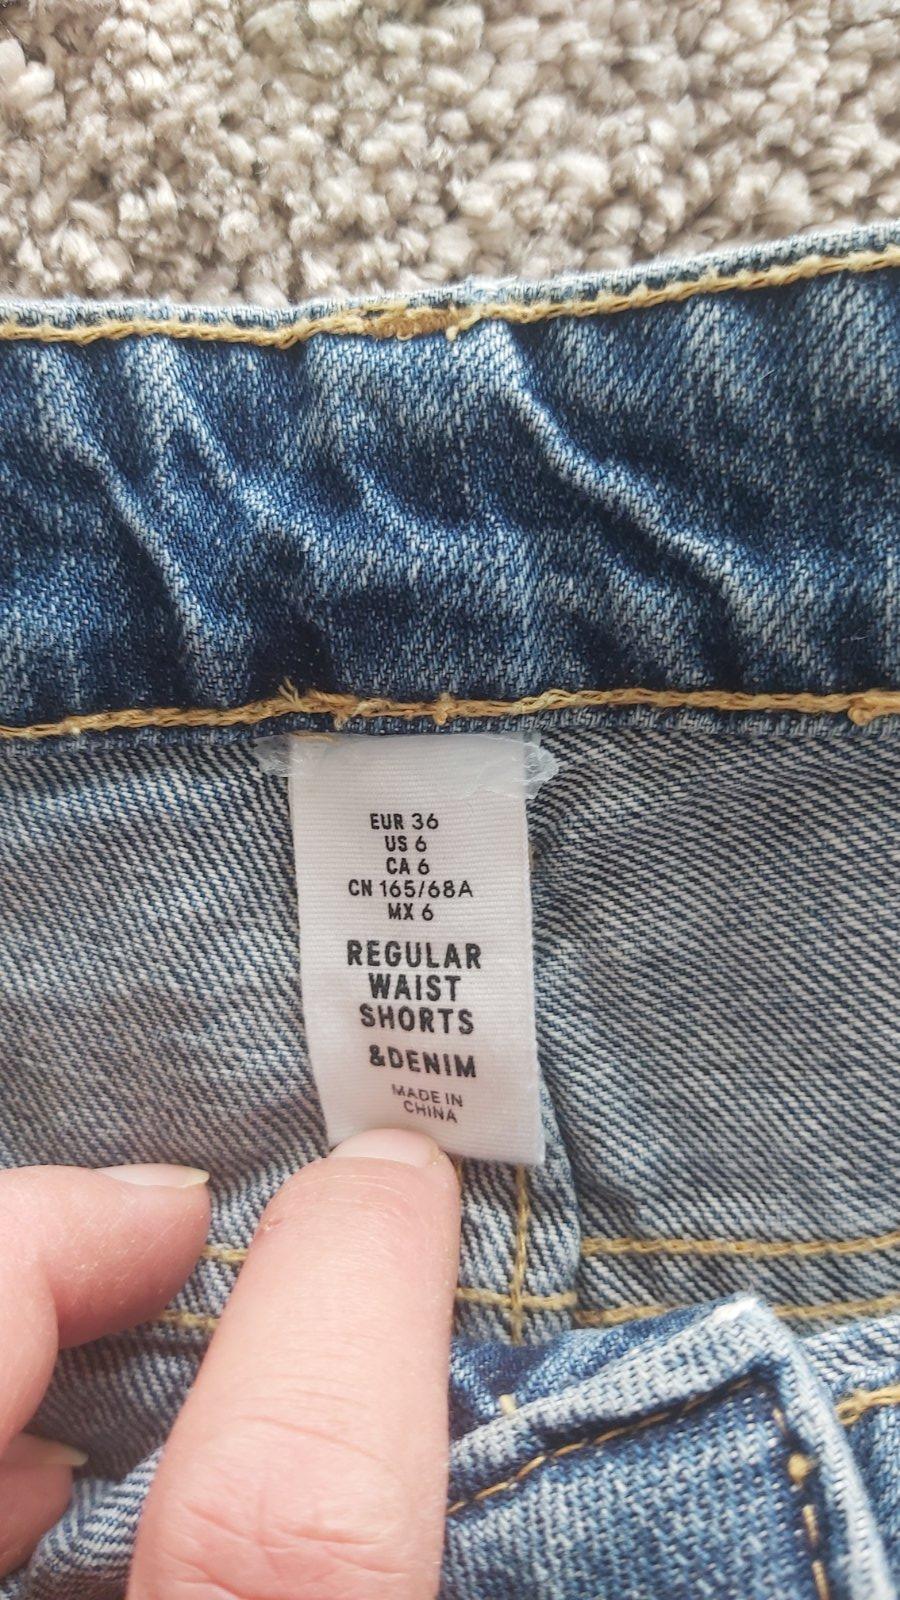 EUR 36
US 6
CA 6
CN 165/68A
MX 6
REGULAR
WAIST
SHORTS
&DENIM
MADE IN
CHINA